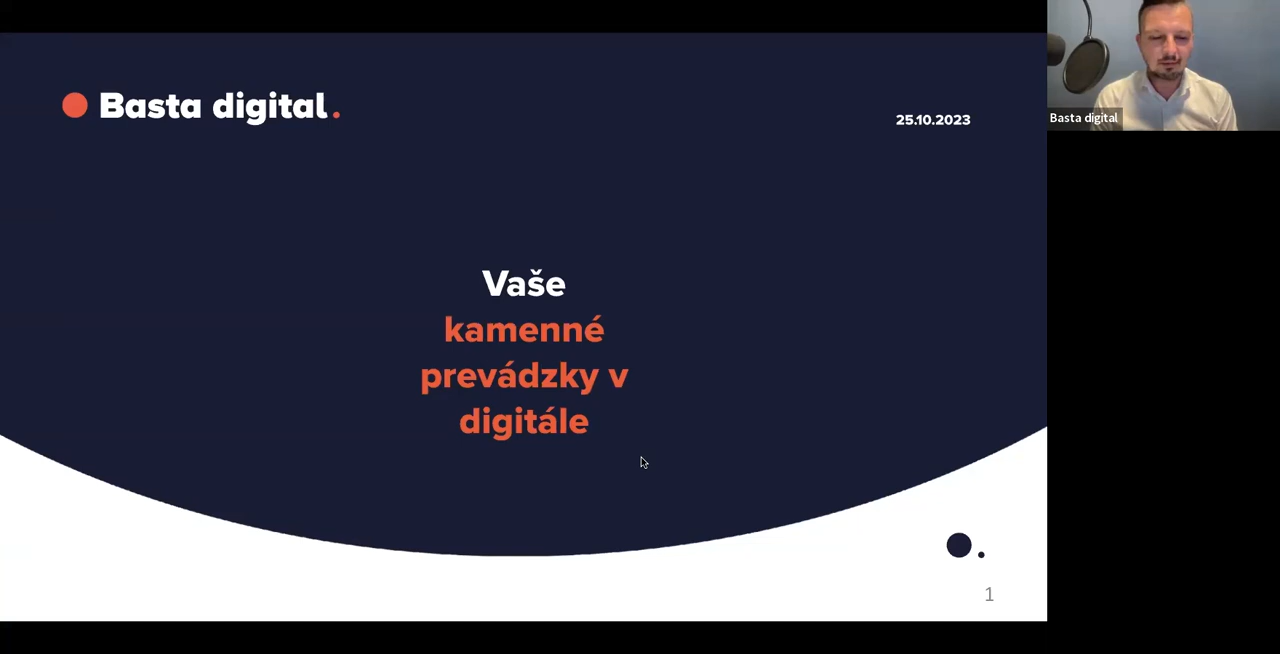 Basta digital.
25.10.2023
Basta digital
Vaše
kamenné
prevádzky v
digitále
1